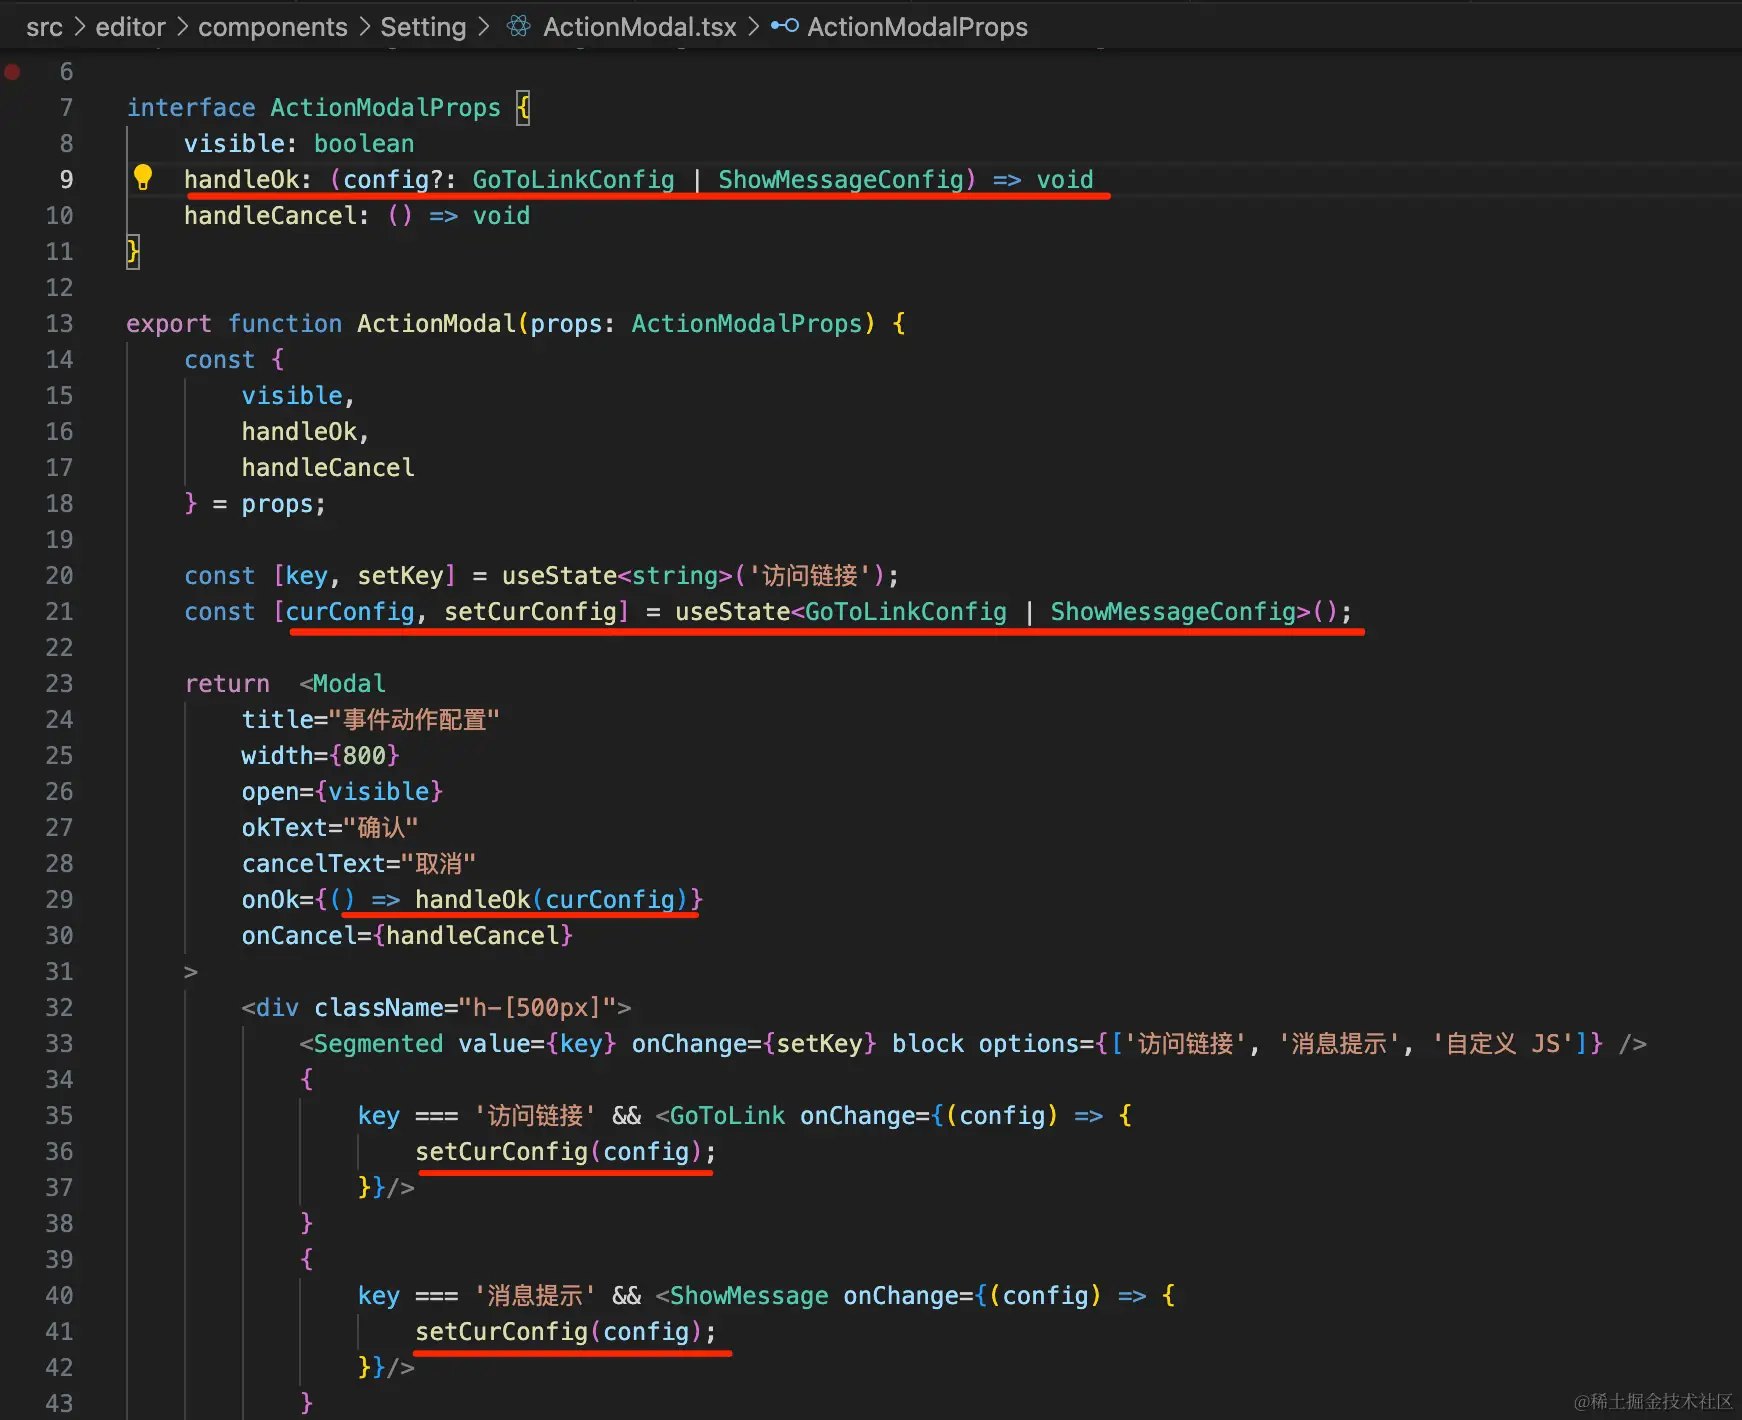 src > editor > components > Setting > ActionModal.tsx > ActionModalProps
6
7 interface ActionModalProps {
8 visible: boolean
9 handleOk: (config?: GoToLinkConfig | ShowMessageConfig) => void
10 handleCancel: () => void
11 }
12
13 export function ActionModal(props: ActionModalProps) {
14 const {
15 visible,
16 handleOk,
17 handleCancel
18 } = props;
19
20 const [key, setKey] = useState<string>('访问链接');
21 const [curConfig, setCurConfig] = useState<GoToLinkConfig | ShowMessageConfig>();
22
23 return  <Modal
24 title="事件动作配置"
25 width={800}
26 open={visible}
27 okText="确认"
28 cancelText="取消"
29 onOk={() => handleOk(curConfig)}
30 onCancel={handleCancel}
31 >
32 <div className="h-[500px]">
33 <Segmented value={key} onChange={setKey} block options={['访问链接', '消息提示', '自定义 JS']} />
34 {
35 key === '访问链接' && <GoToLink onChange={(config) => {
36 setCurConfig(config);
37 }}/>
38 }
39 {
40 key === '消息提示' && <ShowMessage onChange={(config) => {
41 setCurConfig(config);
42 }}/>
43 }
@稀土掘金技术社区